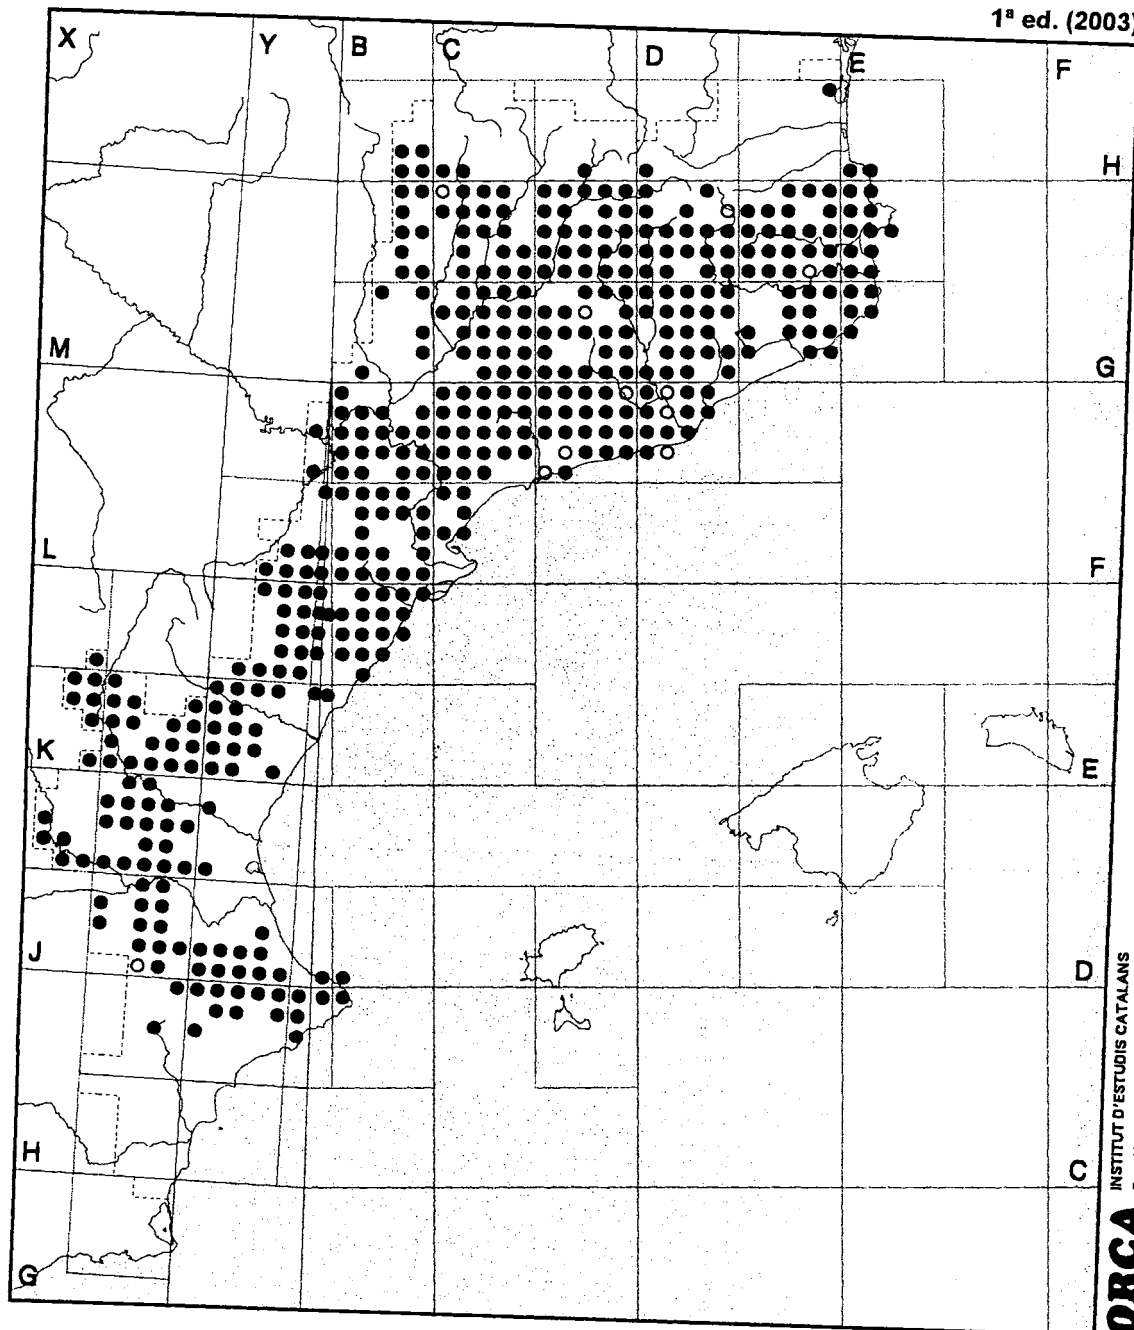 1ª ed. (2003)
X Y B C D E F
H
M G
L F
K E
J D
H C
G
INSTITUT D'ESTUDIS CATALANS
ORCA